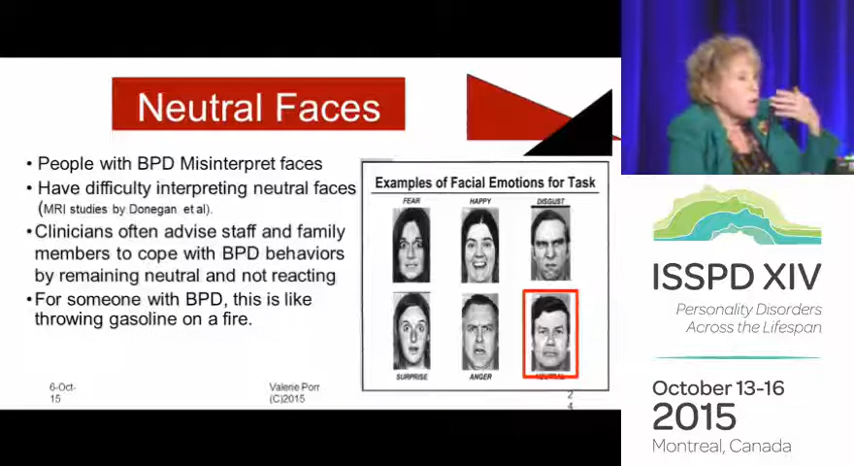 Neutral Faces
• People with BPD Misinterpret faces
• Have difficulty interpreting neutral faces
(MRI studies by Donegan et al).
• Clinicians often advise staff and family
members to cope with BPD behaviors
by remaining neutral and not reacting
• For someone with BPD, this is like
throwing gasoline on a fire.
Examples of Facial Emotions for Task
FEAR HAPPY DISGUST
SURPRISE ANGER NEUTRAL
6-Oct-
15
Valerie Porr
(C)2015
2
4
ISSPD XIV
Personality Disorders
Across the Lifespan
October 13-16
2015
Montreal, Canada